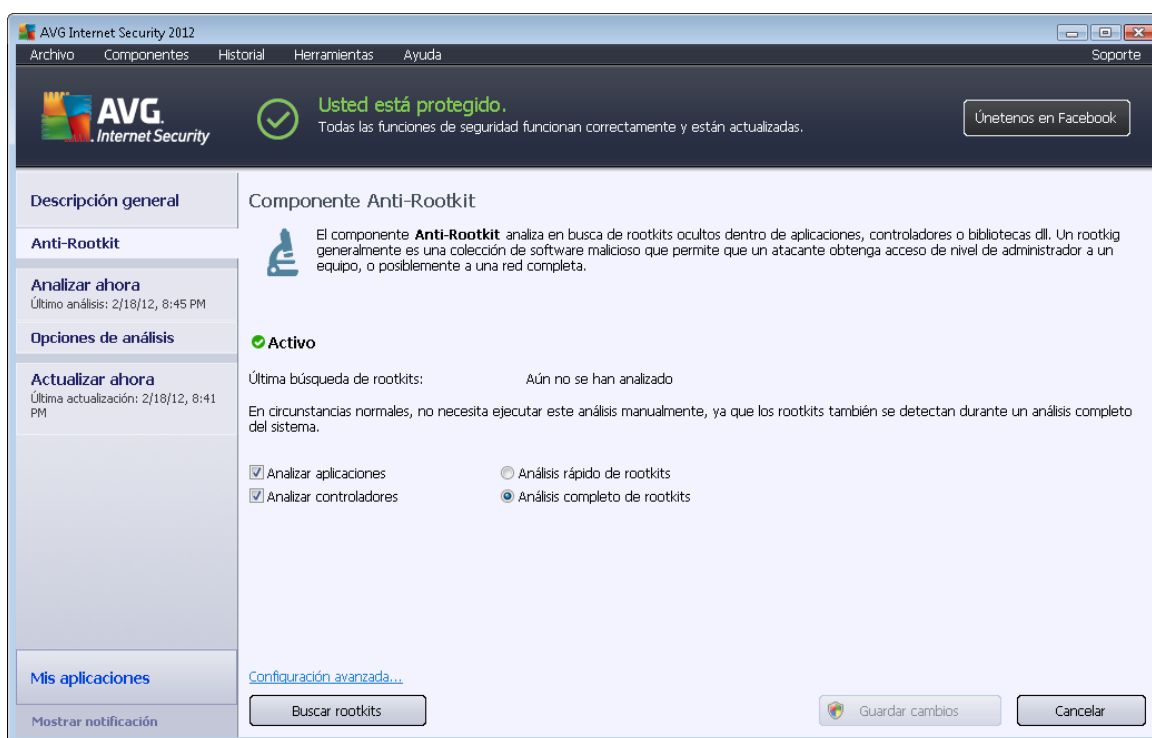 AVG Internet Security 2012
Archivo Componentes Historial Herramientas Ayuda Soporte
AVG.
Internet Security
Usted está protegido.
Todas las funciones de seguridad funcionan correctamente y están actualizadas.
Únetenos en Facebook
Descripción general
Anti-Rootkit
Analizar ahora
Último análisis: 2/18/12, 8:45 PM
Opciones de análisis
Actualizar ahora
Última actualización: 2/18/12, 8:41
PM
Componente Anti-Rootkit
El componente Anti-Rootkit analiza en busca de rootkits ocultos dentro de aplicaciones, controladores o bibliotecas dll. Un rootkig
generalmente es una colección de software malicioso que permite que un atacante obtenga acceso de nivel de administrador a un
equipo, o posiblemente a una red completa.
Activo
Última búsqueda de rootkits: Aún no se han analizado
En circunstancias normales, no necesita ejecutar este análisis manualmente, ya que los rootkits también se detectan durante un análisis completo
del sistema.
Analizar aplicaciones Análisis rápido de rootkits
Analizar controladores Análisis completo de rootkits
Mis aplicaciones
Mostrar notificación
Configuración avanzada...
Buscar rootkits Guardar cambios Cancelar